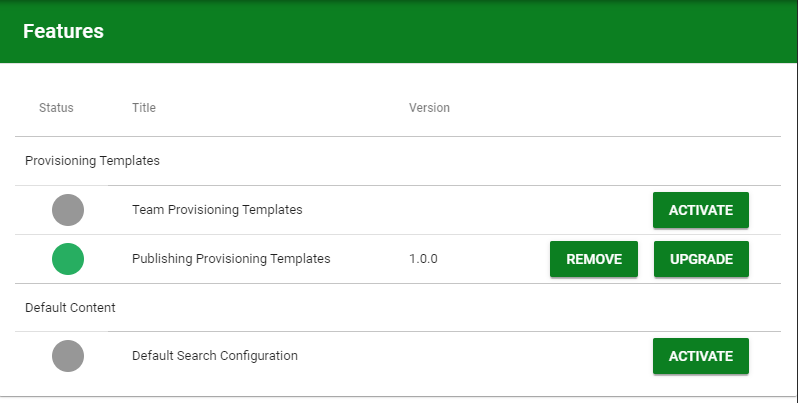 Features
Status Title Version
Provisioning Templates
Team Provisioning Templates ACTIVATE
Publishing Provisioning Templates 1.0.0 REMOVE UPGRADE
Default Content
Default Search Configuration ACTIVATE